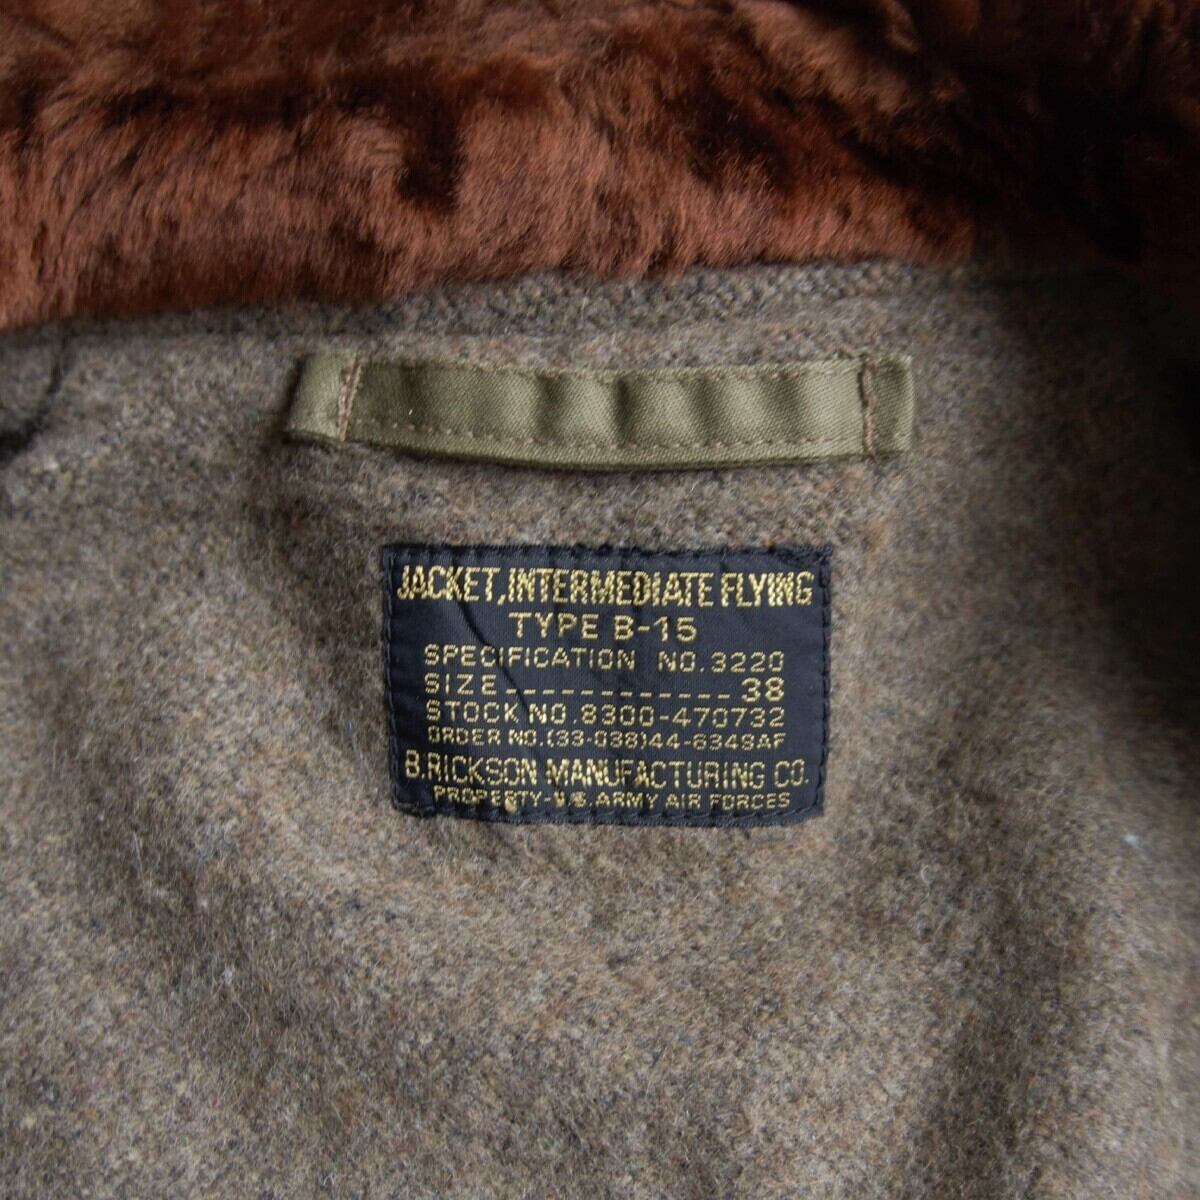 JACKET, INTERMEDIATE FLYING
TYPE B-15
SPECIFICATION NO. 3220
SIZE ------------- 38
STOCK NO. 8300-470732
ORDER NO. (33-038)44-6349AF
B.RICKSON MANUFACTURING CO.
PROPERTY-U.S. ARMY AIR FORCES